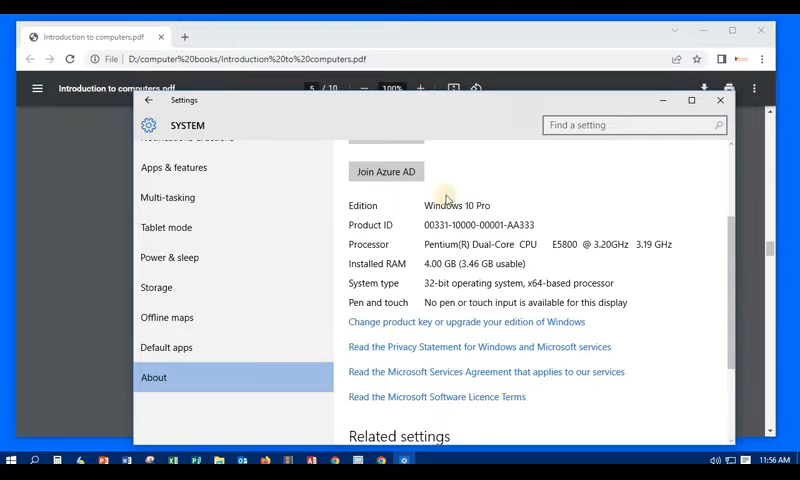 Introduction to computers.pdf
File D:/computer%20books/Introduction%20to%20computers.pdf
Introduction to computers.pdf 5 / 10 100%
Settings
SYSTEM
Find a setting
Apps & features
Multi-tasking
Tablet mode
Power & sleep
Storage
Offline maps
Default apps
About
Join Azure AD
Edition Windows 10 Pro
Product ID 00331-10000-00001-AA333
Processor Pentium(R) Dual-Core CPU E5800 @ 3.20GHz 3.19 GHz
Installed RAM 4.00 GB (3.46 GB usable)
System type 32-bit operating system, x64-based processor
Pen and touch No pen or touch input is available for this display
Change product key or upgrade your edition of Windows
Read the Privacy Statement for Windows and Microsoft services
Read the Microsoft Services Agreement that applies to our services
Read the Microsoft Software Licence Terms
Related settings
11:56 AM